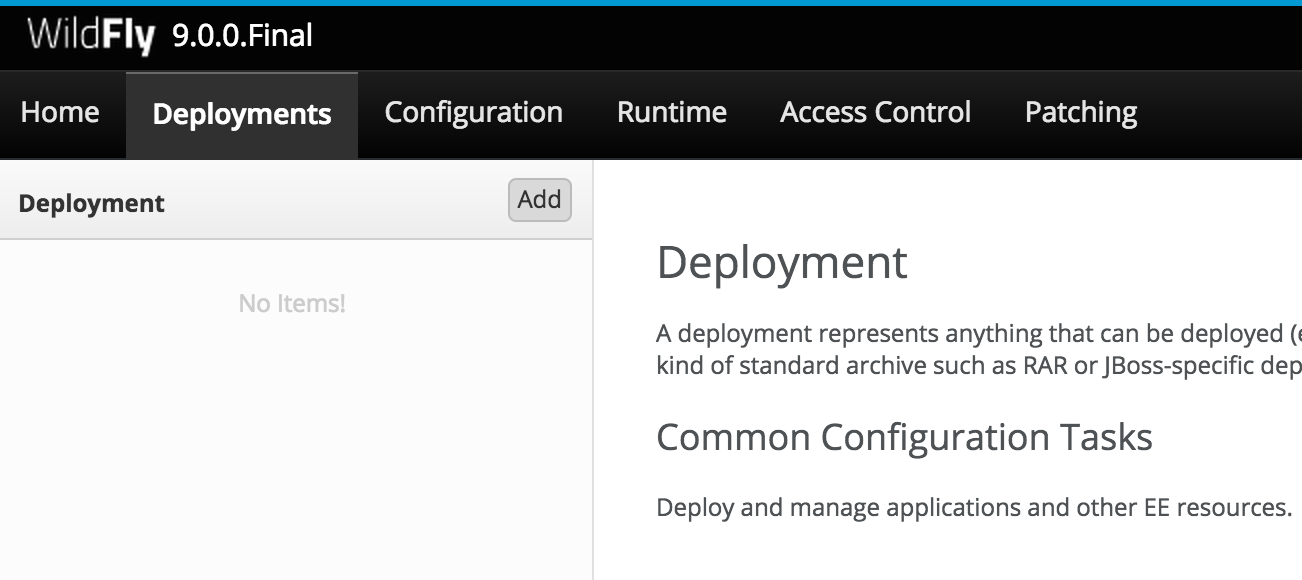 WildFly 9.0.0.Final
Home Deployments Configuration Runtime Access Control Patching
Deployment Add
No Items!
Deployment
A deployment represents anything that can be deployed (
kind of standard archive such as RAR or JBoss-specific dep
Common Configuration Tasks
Deploy and manage applications and other EE resources.